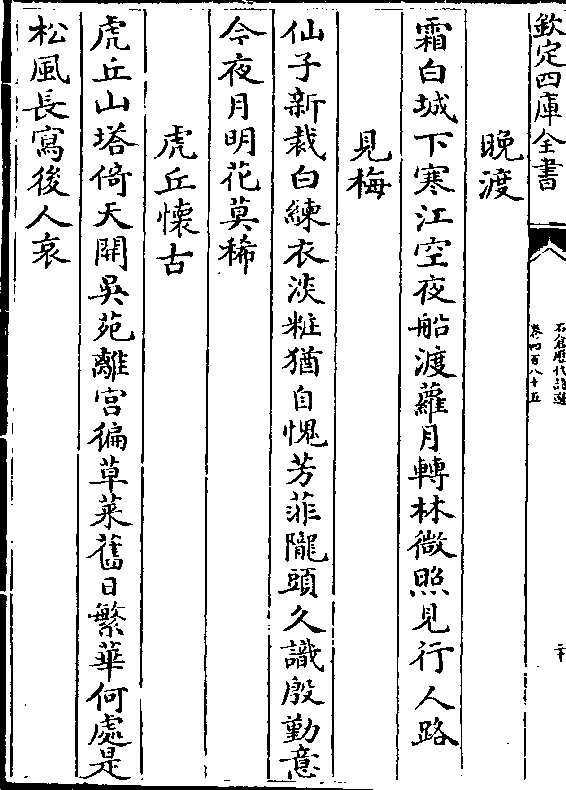 欽定四庫全書
石倉歷代詩選
卷四百八十五
二十
晚渡
霜白城下寒江空夜船渡蘿月轉林微照見行人路
見梅
仙子新裁白練衣淡粧猶自愧芳菲隴頭久識殷勤意
今夜月明花莫稀
虎丘懷古
虎丘山塔倚天開吳苑離宮徧草萊舊日繁華何處是
松風長寫後人哀